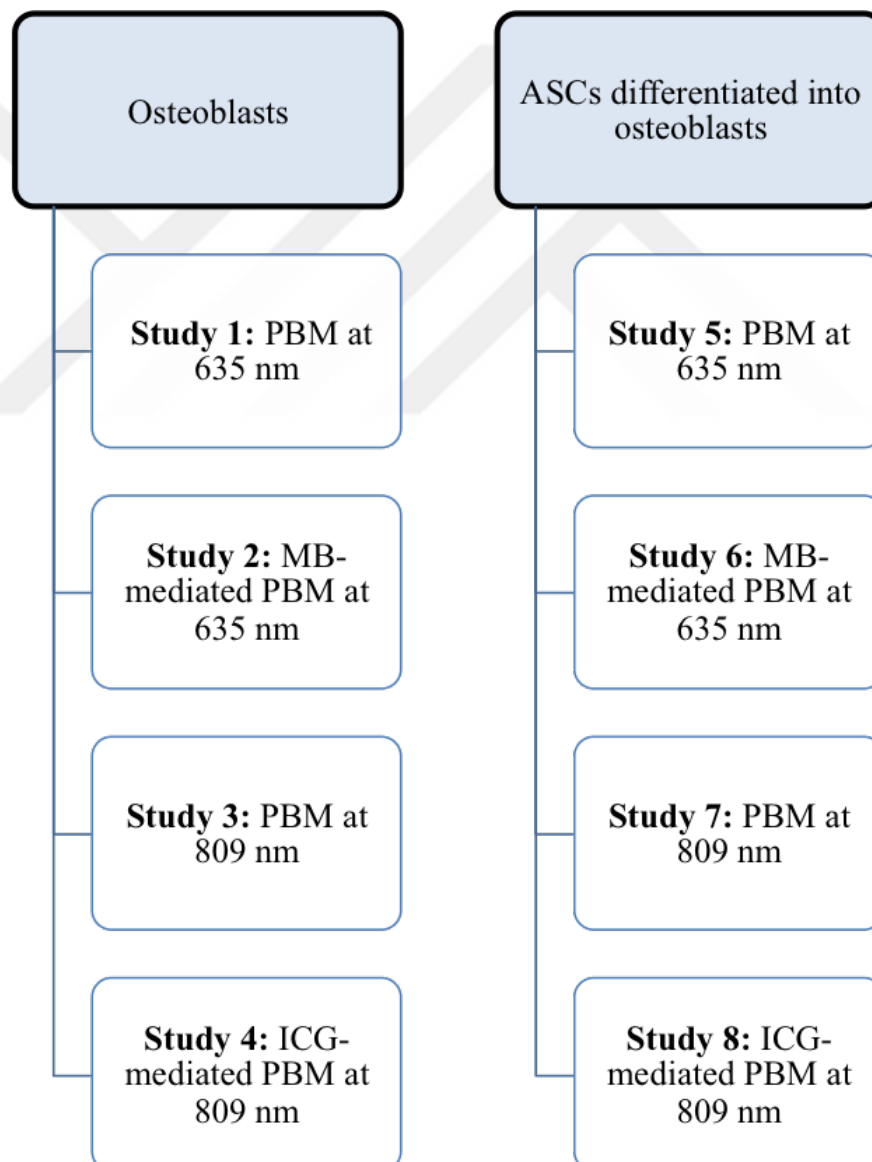 Osteoblasts
Study 1: PBM at
635 nm
Study 2: MB-
mediated PBM at
635 nm
Study 3: PBM at
809 nm
Study 4: ICG-
mediated PBM at
809 nm
ASCs differentiated into
osteoblasts
Study 5: PBM at
635 nm
Study 6: MB-
mediated PBM at
635 nm
Study 7: PBM at
809 nm
Study 8: ICG-
mediated PBM at
809 nm